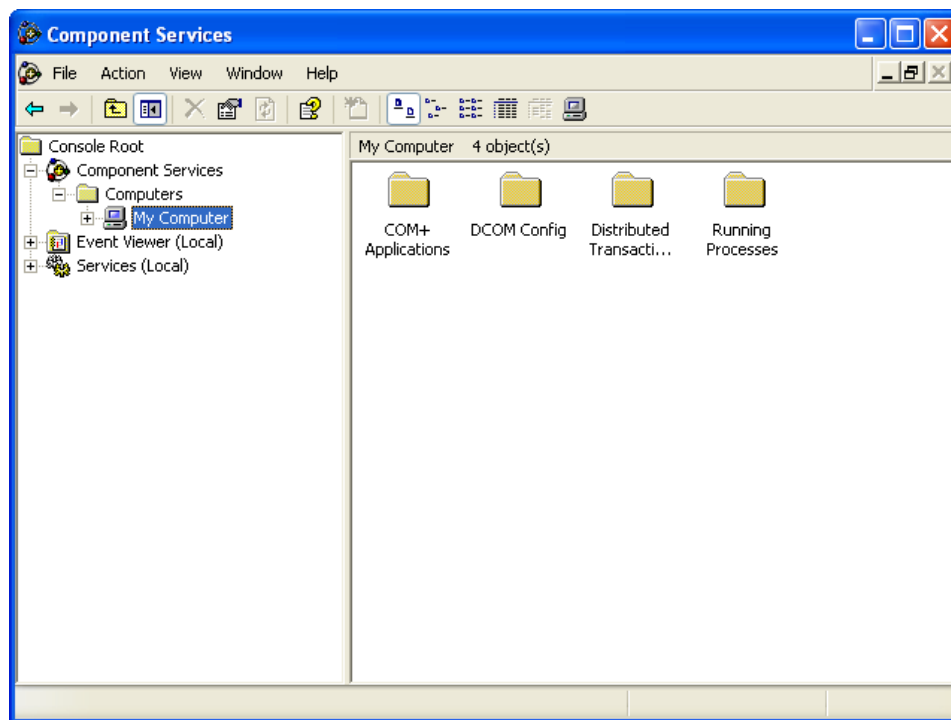 Component Services
File Action View Window Help
Console Root
Component Services
Computers
My Computer
Event Viewer (Local)
Services (Local)
My Computer 4 object(s)
COM+ Applications
DCOM Config
Distributed Transacti...
Running Processes